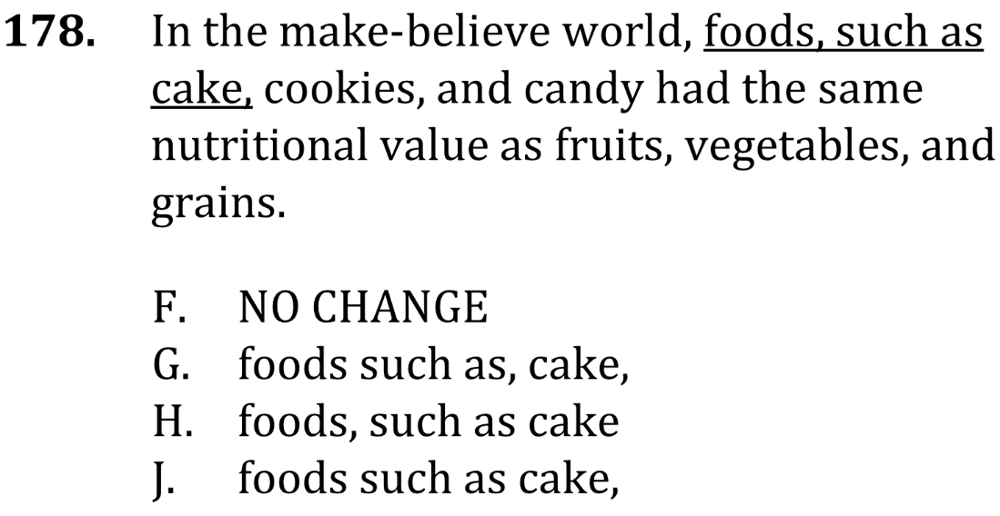 178. In the make-believe world, foods, such as
cake, cookies, and candy had the same
nutritional value as fruits, vegetables, and
grains.
F. NO CHANGE
G. foods such as, cake,
H. foods, such as cake
J. foods such as cake,